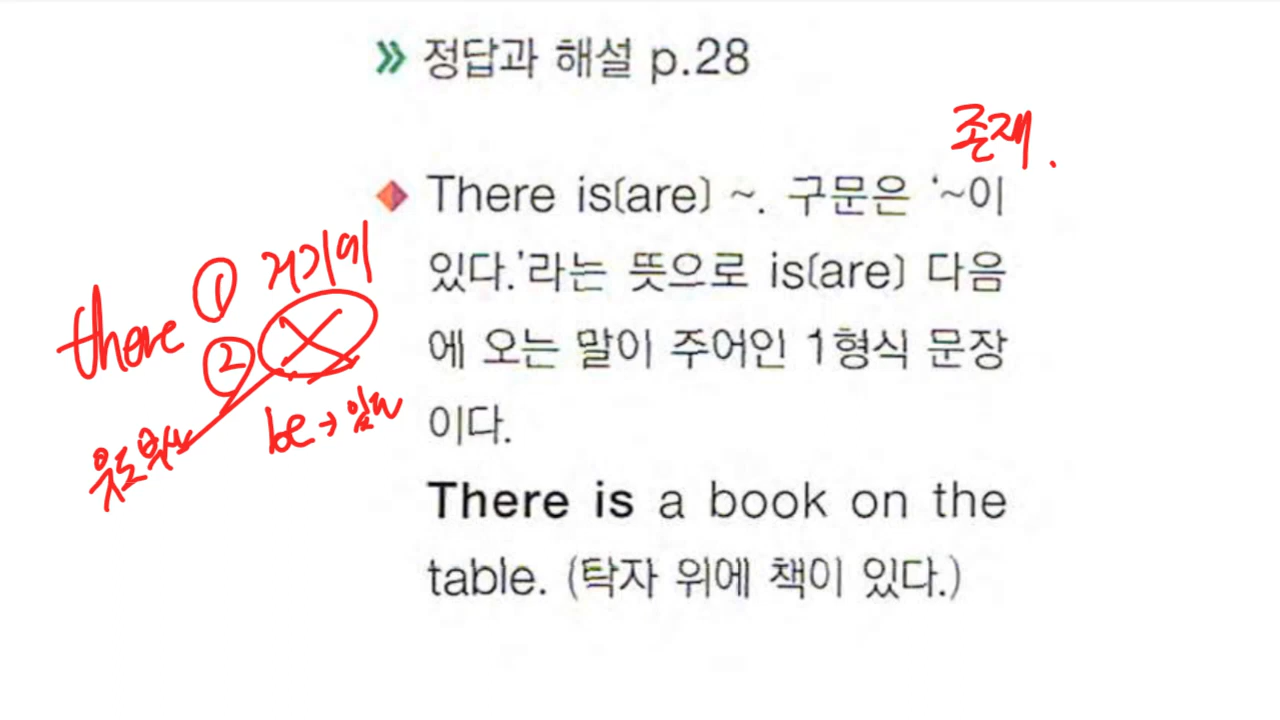 » 정답과 해설 p.28
존재.
◆ There is(are) ~. 구문은 '~이
있다.'라는 뜻으로 is(are) 다음
에 오는 말이 주어인 1형식 문장
이다.
There is a book on the
table. (탁자 위에 책이 있다.)
there ① 거기에
② X
be → 있다
유도부사